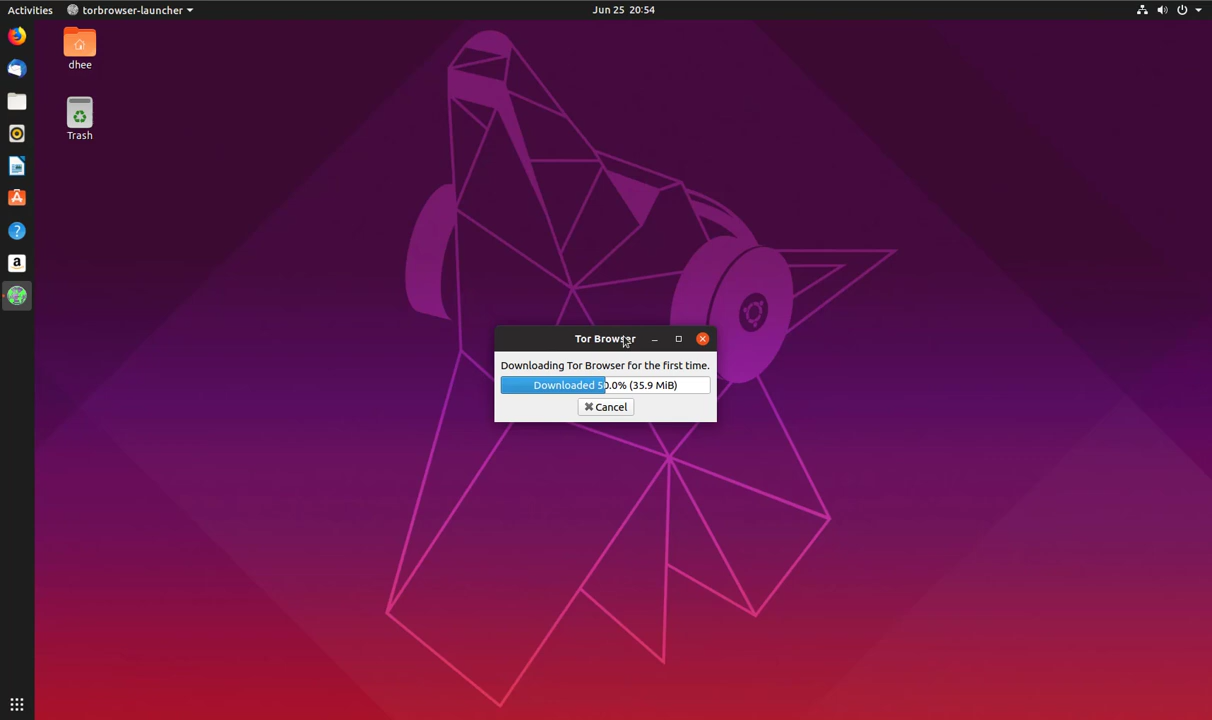 Activities torbrowser-launcher Jun 25 20:54
dhee
Trash
a
Tor Browser
Downloading Tor Browser for the first time.
Downloaded 50.0% (35.9 MiB)
Cancel